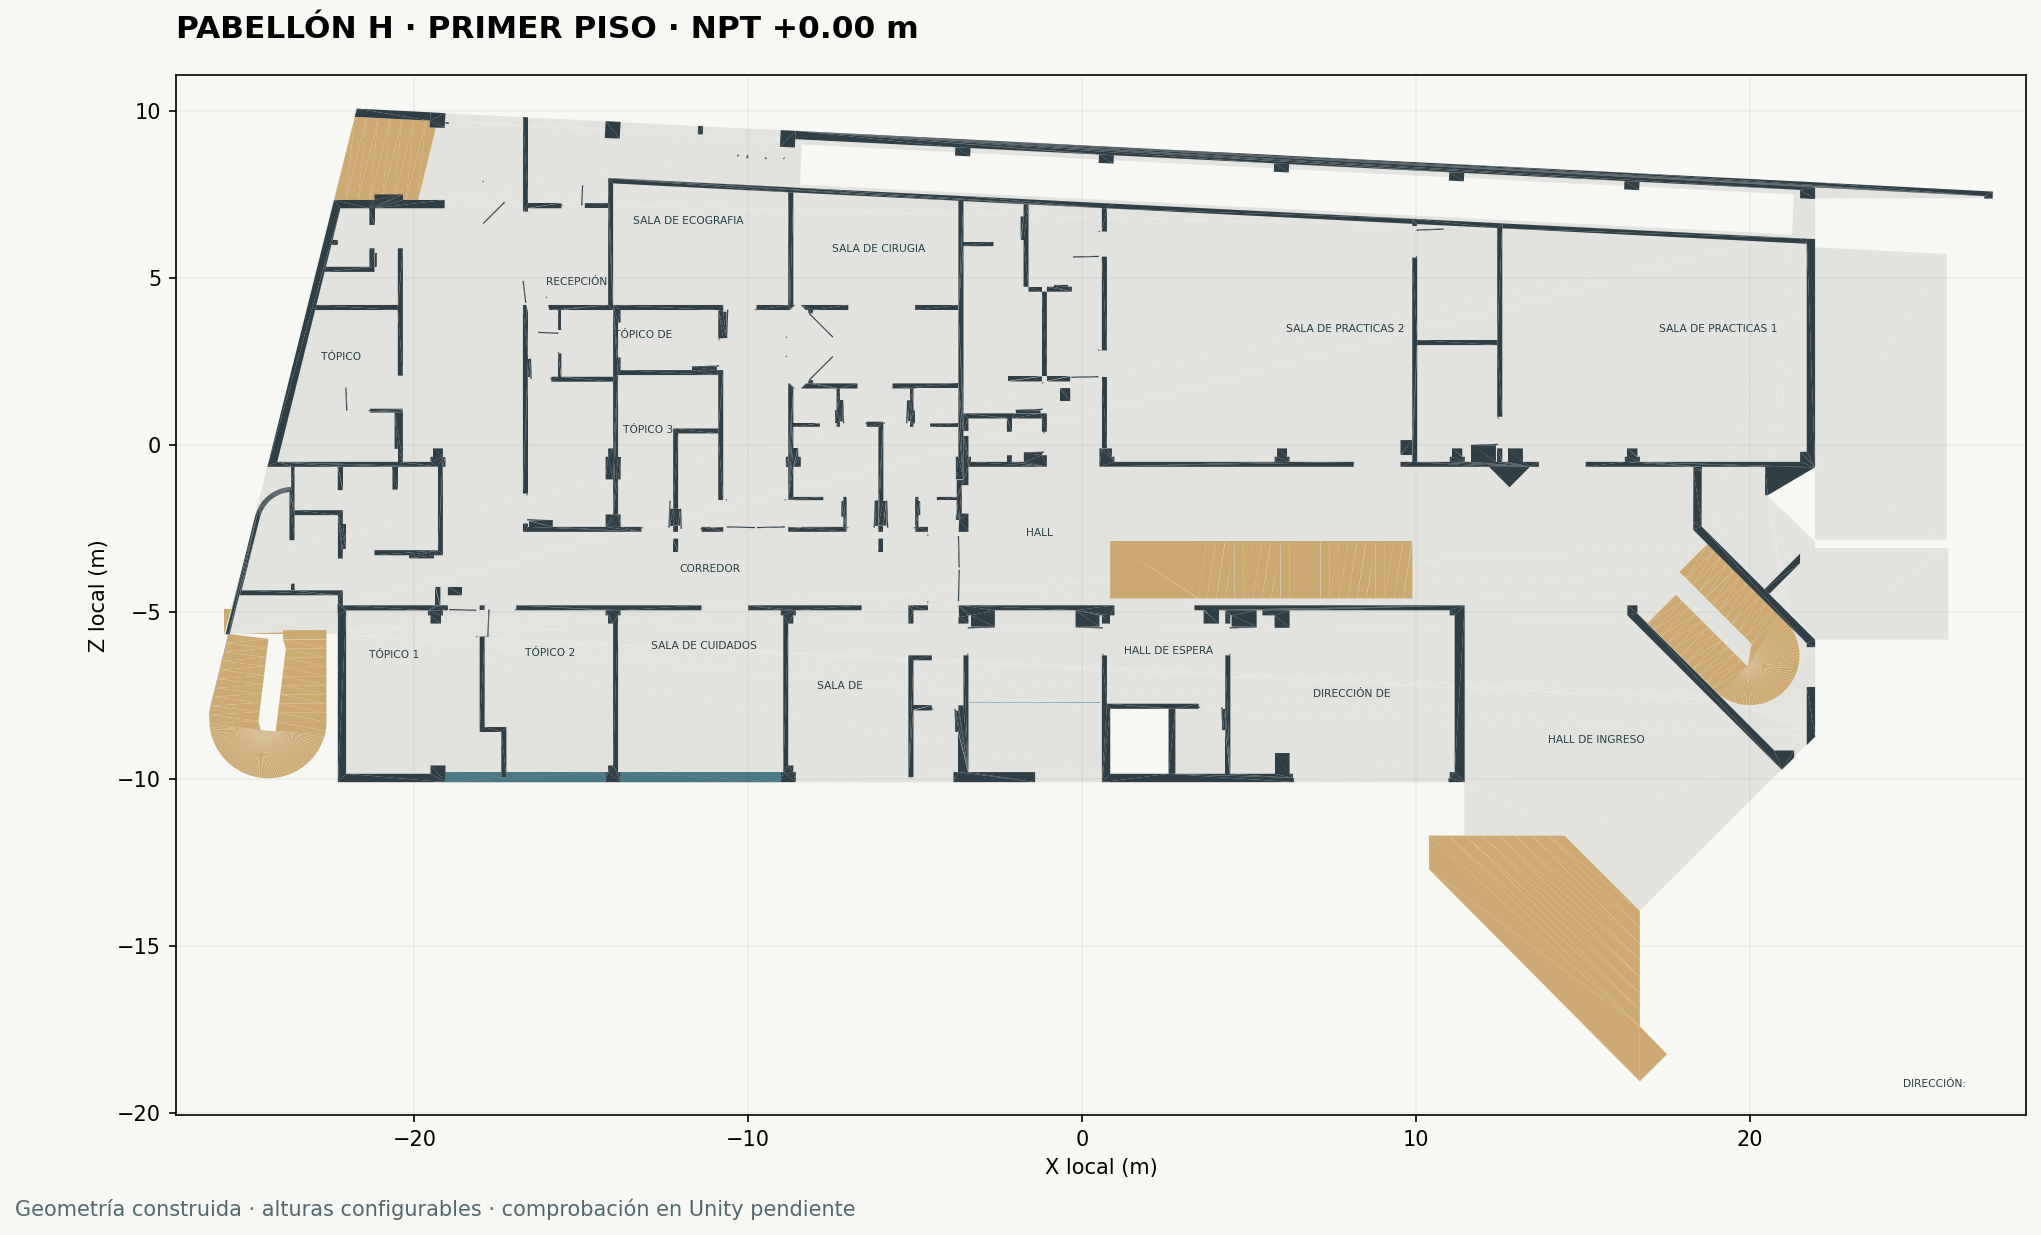 PABELLÓN H · PRIMER PISO · NPT +0.00 m
10
5
0
−5
−10
−15
−20
Z local (m)
SALA DE ECOGRAFIA
SALA DE CIRUGIA
RECEPCIÓN
TÓPICO DE
SALA DE PRACTICAS 2
SALA DE PRACTICAS 1
TÓPICO
TÓPICO 3
HALL
CORREDOR
TÓPICO 1
TÓPICO 2
SALA DE CUIDADOS
HALL DE ESPERA
SALA DE
DIRECCIÓN DE
HALL DE INGRESO
DIRECCIÓN:
−20
−10
0
10
20
X local (m)
Geometría construida · alturas configurables · comprobación en Unity pendiente